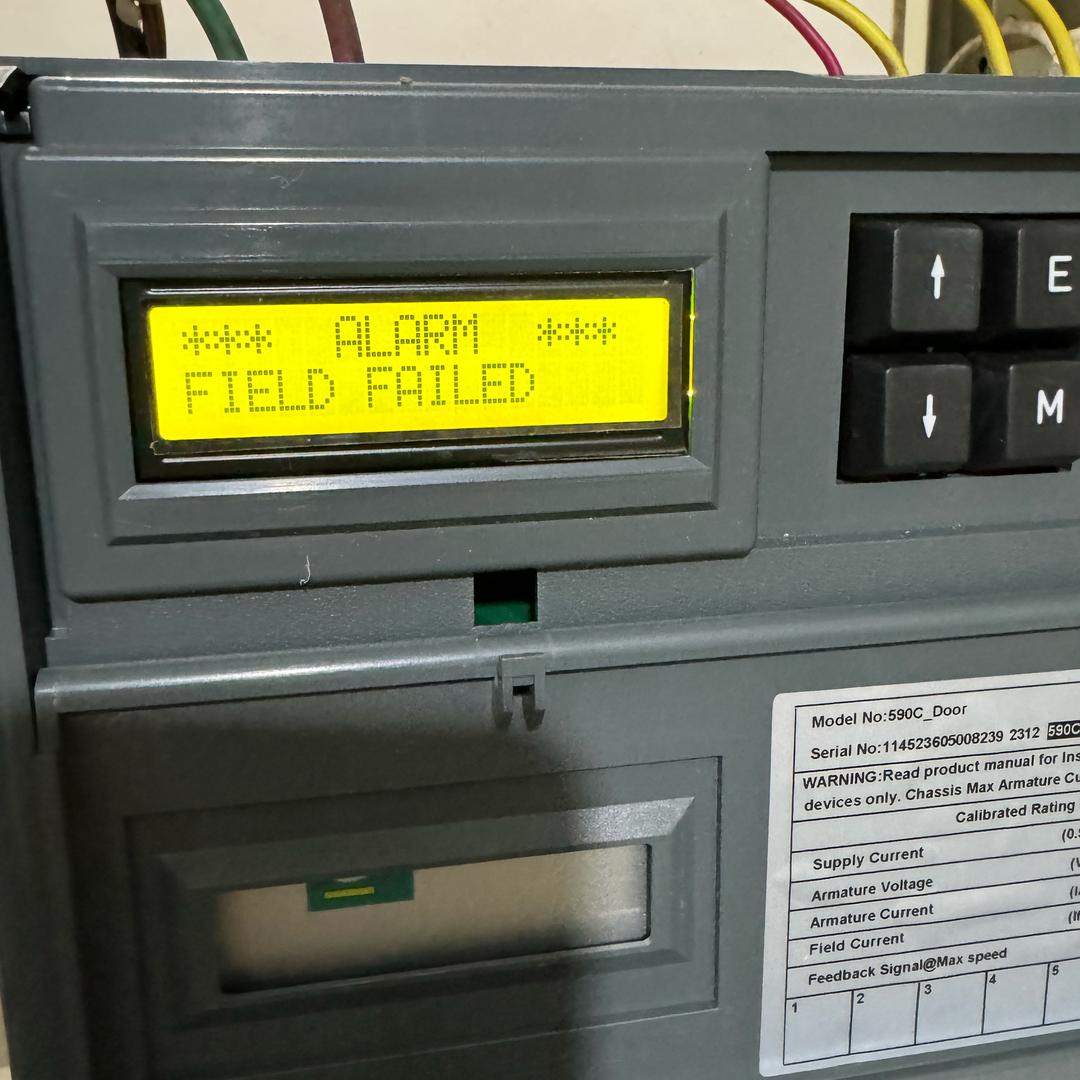 *** ALARM ***
FIELD FAILED
↑ E
↓ M
Model No:590C_Door
Serial No:114523605008239 2312 590C
WARNING:Read product manual for
devices only. Chassis Max Armature
Calibrated Rating
Supply Current
Armature Voltage
Armature Current
Field Current
Feedback Signal@Max speed
1 2 3 4 5